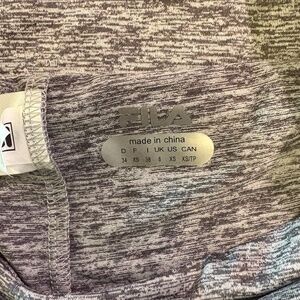 FILA
made in china
D F I UK US CAN
34 XS 38 6 XS XS/TP